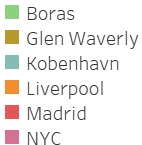 Boras
Glen Waverly
Kobenhavn
Liverpool
Madrid
NYC